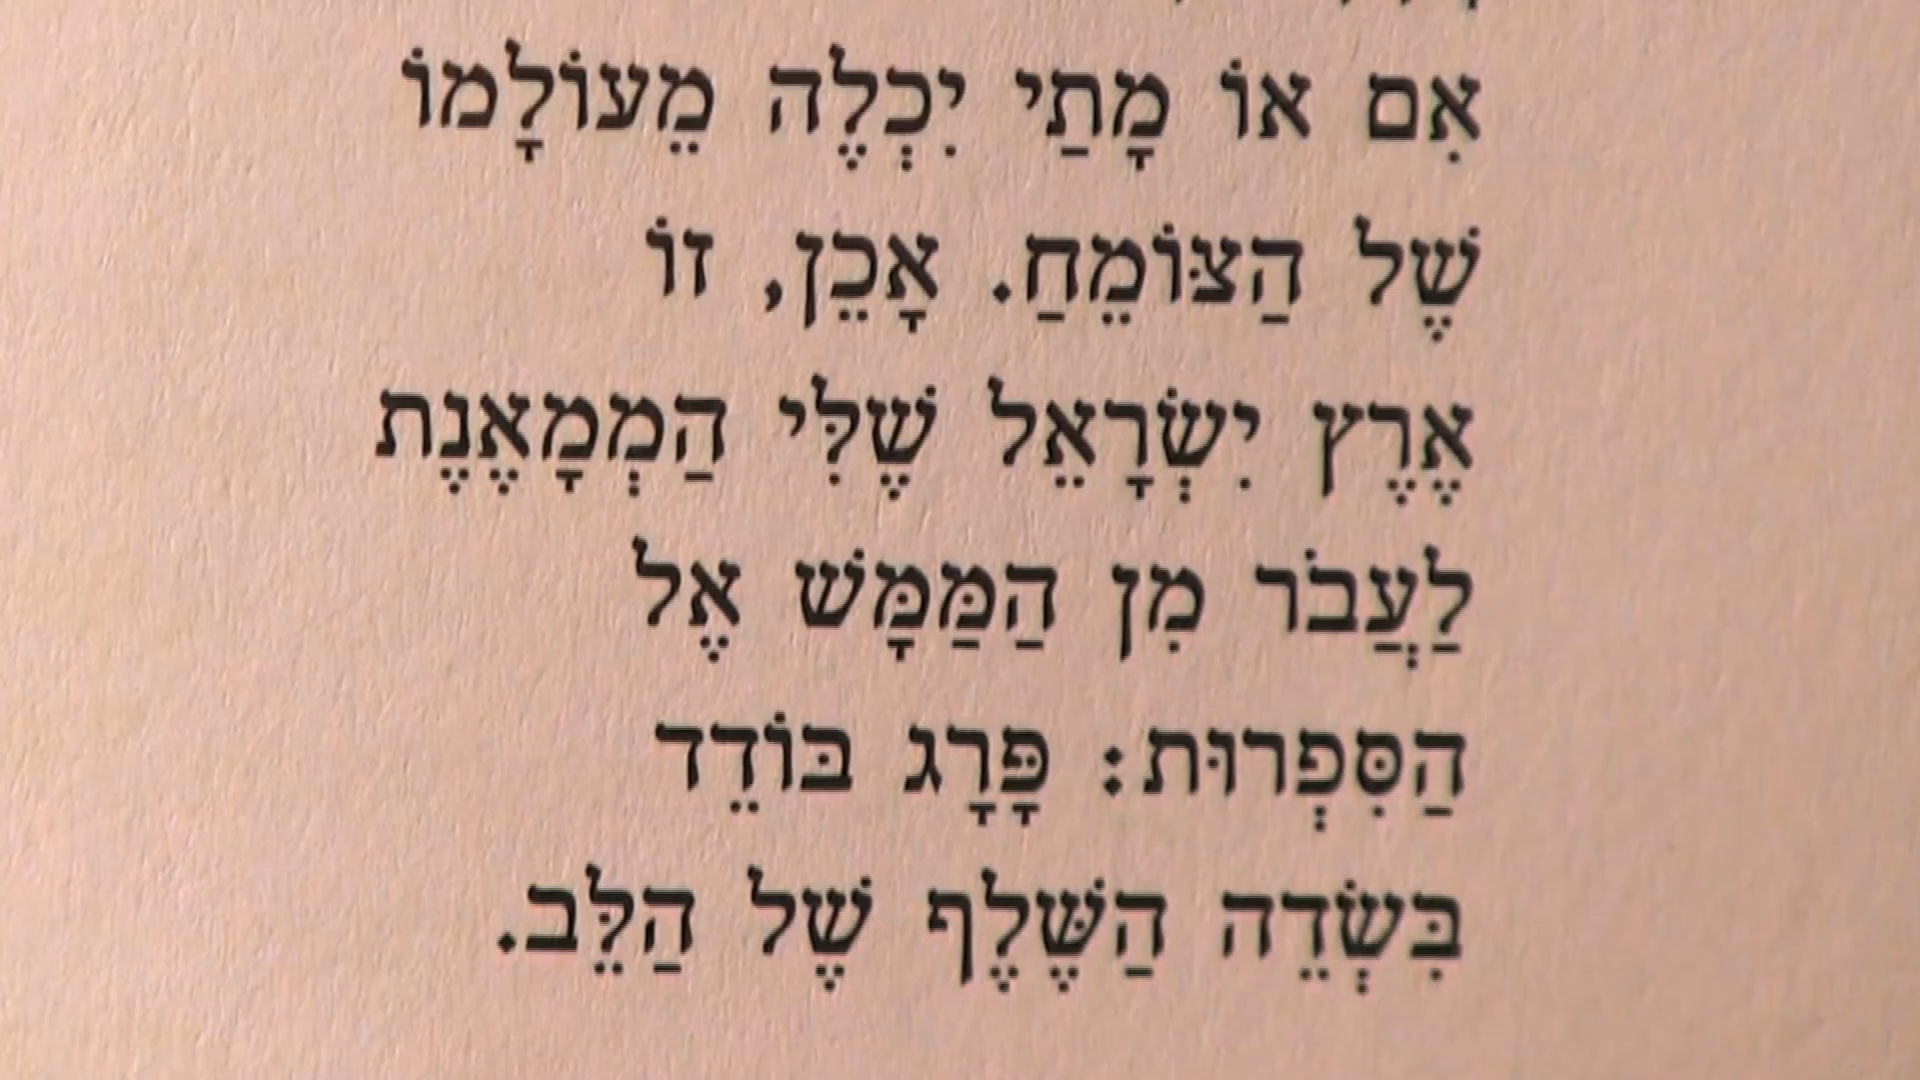 אִם אוֹ מָתַי יִכְלֶה מֵעוֹלָמוֹ
שֶׁל הַצּוֹמֵחַ. אָכֵן, זוֹ
אֶרֶץ יִשְׂרָאֵל שֶׁלִּי הַמְמָאֶנֶת
לַעֲבֹר מִן הַמַּמָּשׁ אֶל
הַסִּפְרוּת: פָּרָג בּוֹדֵד
בִּשְׂדֵה הַשֶּׁלֶף שֶׁל הַלֵּב.